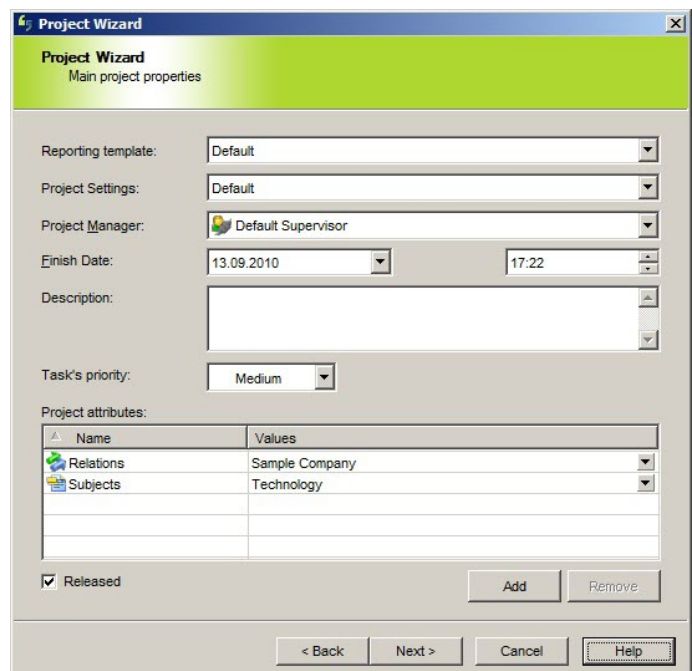 Project Wizard
Project Wizard
Main project properties
Reporting template: Default
Project Settings: Default
Project Manager: Default Supervisor
Finish Date: 13.09.2010 17:22
Description:
Task's priority: Medium
Project attributes:
Name Values
Relations Sample Company
Subjects Technology
Released Add Remove
< Back Next > Cancel Help